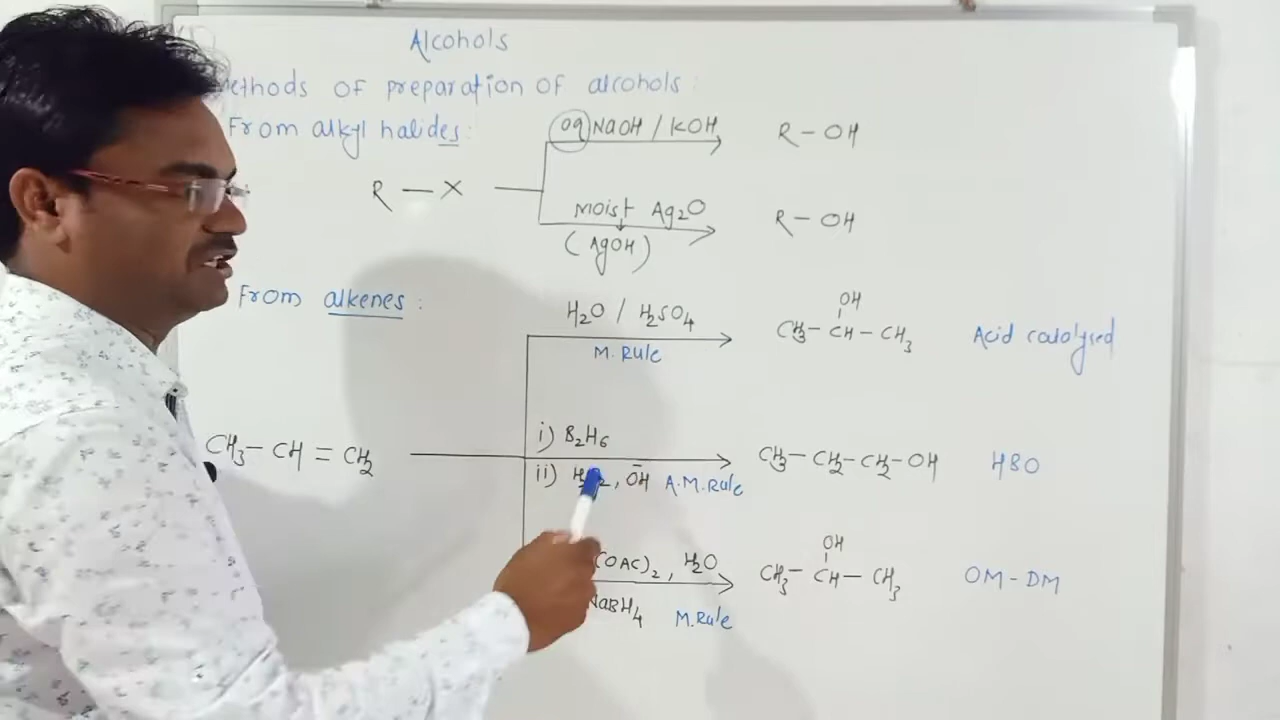 Alcohols
Methods of preparation of alcohols:
From alkyl halides:
aq NaOH / KOH
R - OH
R - X
Moist Ag2O
(AgOH)
R - OH
From alkenes:
H2O / H2SO4
M. Rule
OH
CH3 - CH - CH3
Acid catalysed
CH3 - CH = CH2
i) B2H6
ii) H2O2, ŌH A.M.Rule
CH3 - CH2 - CH2 - OH
HBO
(OAC)2, H2O
NaBH4
M.Rule
OH
CH3 - CH - CH3
OM - DM